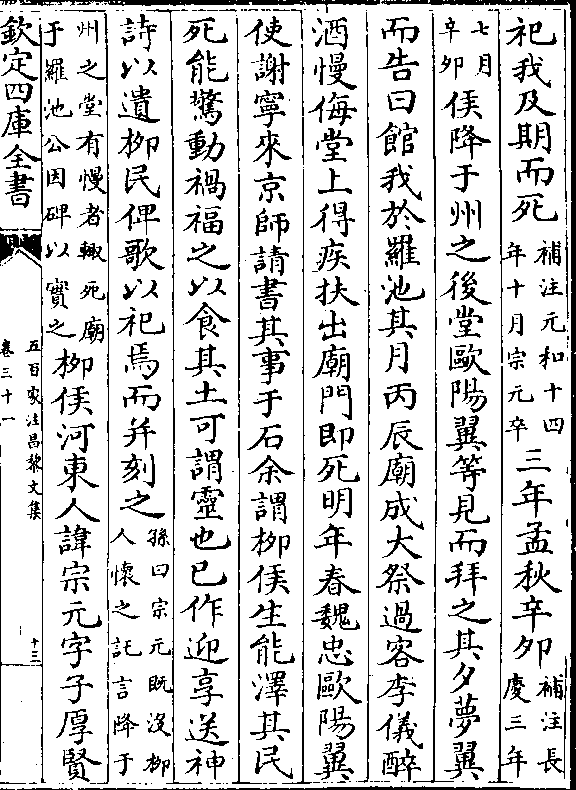 祀我及期而死補注元和十四年十月宗元卒三年孟秋辛卯補注長慶三年
七月辛卯侯降于州之後堂歐陽翼等見而拜之其夕夢翼
而告曰館我於羅池其月丙辰廟成大祭過客李儀醉
酒慢侮堂上得疾扶出廟門即死明年春魏忠歐陽翼
使謝寧來京師請書其事于石余謂柳侯生能澤其民
死能驚動禍福之以食其土可謂靈也已作迎享送神
詩以遺柳民俾歌以祀焉而并刻之孫曰宗元既沒柳人懷之託言降于
州之堂有慢者輒死廟于羅池公因碑以實之柳侯河東人諱宗元字子厚賢
欽定四庫全書
五百家注昌黎文集
卷三十一
十三